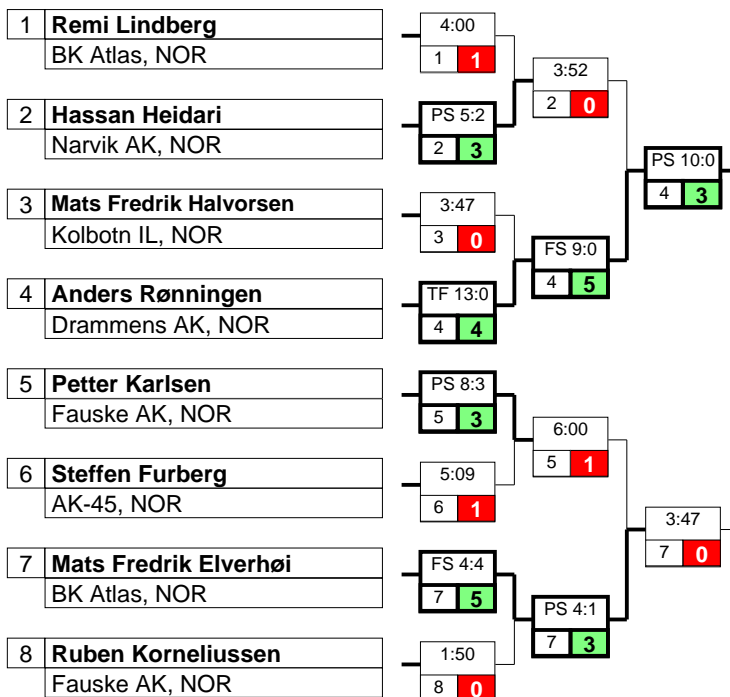 1 Remi Lindberg
BK Atlas, NOR
4:00
1 1
3:52
2 0
2 Hassan Heidari
Narvik AK, NOR
PS 5:2
2 3
PS 10:0
4 3
3 Mats Fredrik Halvorsen
Kolbotn IL, NOR
3:47
3 0
FS 9:0
4 5
4 Anders Rønningen
Drammens AK, NOR
TF 13:0
4 4
5 Petter Karlsen
Fauske AK, NOR
PS 8:3
5 3
6:00
5 1
6 Steffen Furberg
AK-45, NOR
5:09
6 1
3:47
7 0
7 Mats Fredrik Elverhøi
BK Atlas, NOR
FS 4:4
7 5
PS 4:1
7 3
8 Ruben Korneliussen
Fauske AK, NOR
1:50
8 0